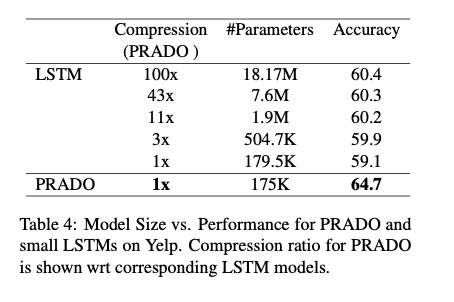 Compression #Parameters Accuracy
(PRADO )
LSTM 100x 18.17M 60.4
43x 7.6M 60.3
11x 1.9M 60.2
3x 504.7K 59.9
1x 179.5K 59.1
PRADO 1x 175K 64.7
Table 4: Model Size vs. Performance for PRADO and
small LSTMs on Yelp. Compression ratio for PRADO
is shown wrt corresponding LSTM models.